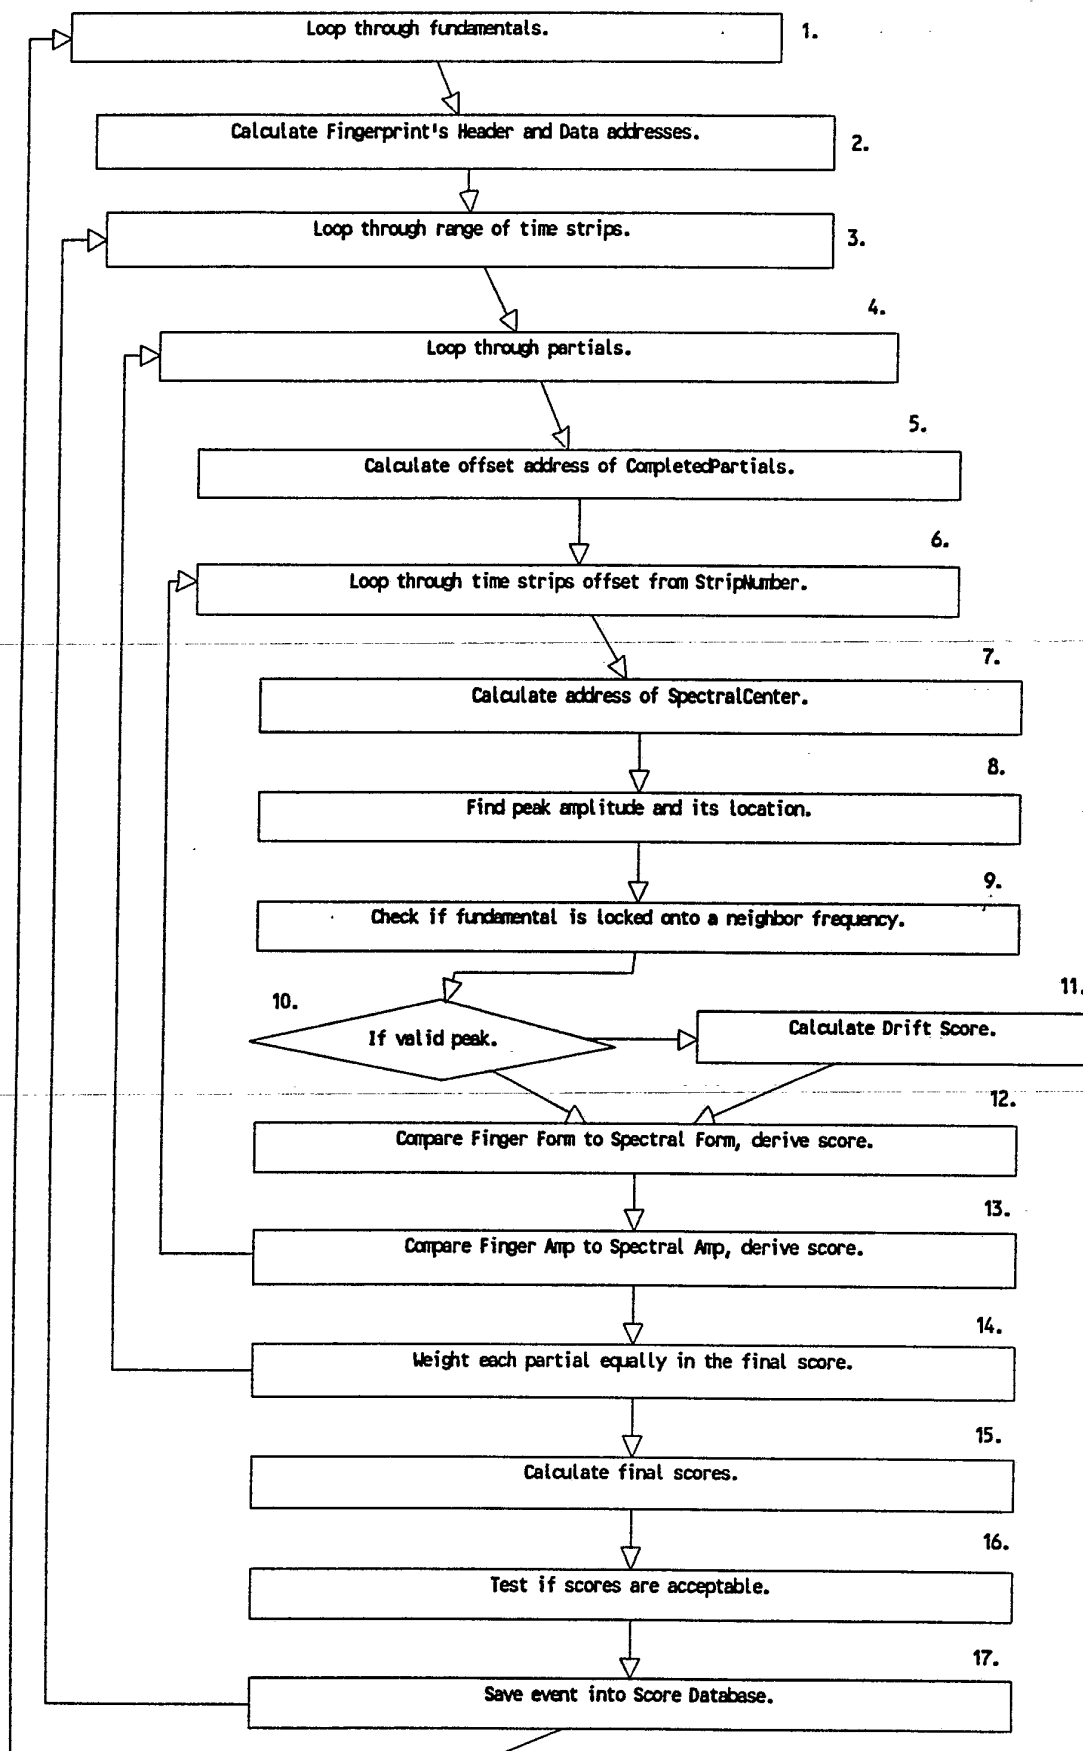 Loop through fundamentals. 1.
Calculate Fingerprint's Header and Data addresses. 2.
Loop through range of time strips. 3.
4.
Loop through partials.
5.
Calculate offset address of CompletedPartials.
6.
Loop through time strips offset from StripNumber.
7.
Calculate address of SpectralCenter.
8.
Find peak amplitude and its location.
9.
Check if fundamental is locked onto a neighbor frequency.
10.
If valid peak.
11.
Calculate Drift Score.
12.
Compare Finger Form to Spectral Form, derive score.
13.
Compare Finger Amp to Spectral Amp, derive score.
14.
Weight each partial equally in the final score.
15.
Calculate final scores.
16.
Test if scores are acceptable.
17.
Save event into Score Database.